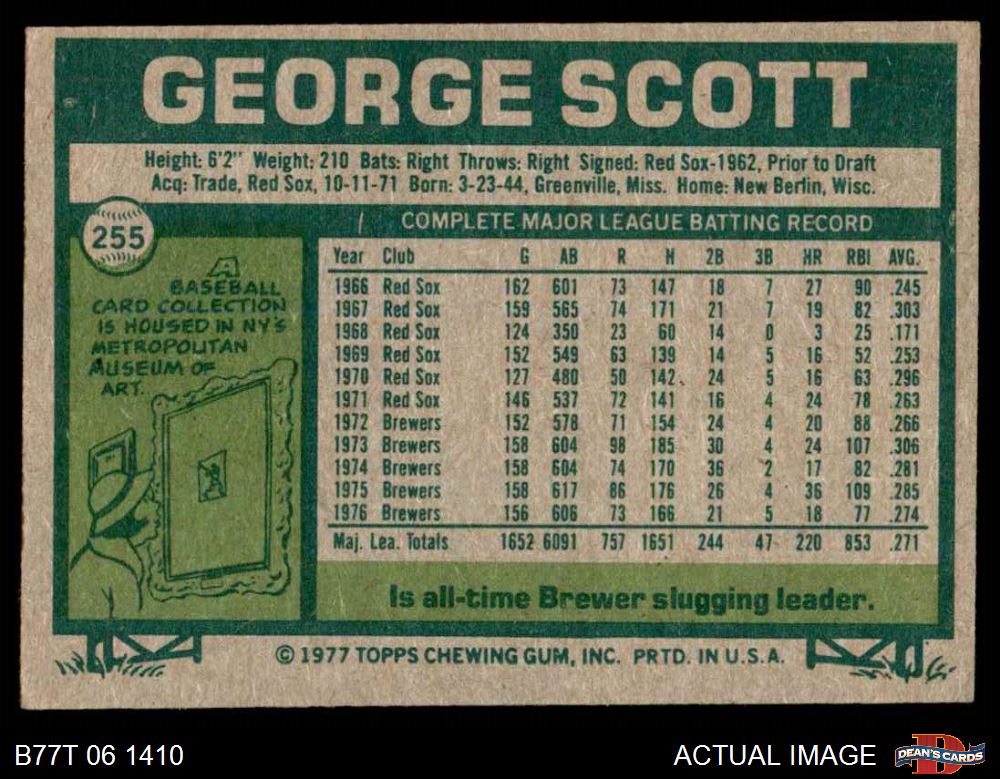 GEORGE SCOTT
Height: 6'2" Weight: 210 Bats: Right Throws: Right Signed: Red Sox-1962, Prior to Draft
Acq: Trade, Red Sox, 10-11-71 Born: 3-23-44, Greenville, Miss. Home: New Berlin, Wisc.
255
A
BASEBALL
CARD COLLECTION
IS HOUSED IN NY'S
METROPOLITAN
MUSEUM OF
ART.
COMPLETE MAJOR LEAGUE BATTING RECORD
Year Club G AB R H 2B 3B HR RBI AVG.
1966 Red Sox 162 601 73 147 18 7 27 90 .245
1967 Red Sox 159 565 74 171 21 7 19 82 .303
1968 Red Sox 124 350 23 60 14 0 3 25 .171
1969 Red Sox 152 549 63 139 14 5 16 52 .253
1970 Red Sox 127 480 50 142 24 5 16 63 .296
1971 Red Sox 146 537 72 141 16 4 24 78 .263
1972 Brewers 152 578 71 154 24 4 20 88 .266
1973 Brewers 158 604 98 185 30 4 24 107 .306
1974 Brewers 158 604 74 170 36 2 17 82 .281
1975 Brewers 158 617 86 176 26 4 36 109 .285
1976 Brewers 156 606 73 166 21 5 18 77 .274
Maj. Lea. Totals 1652 6091 757 1651 244 47 220 853 .271
Is all-time Brewer slugging leader.
© 1977 TOPPS CHEWING GUM, INC. PRTD. IN U.S.A.
B77T 06 1410
ACTUAL IMAGE
D
DEAN'S CARDS